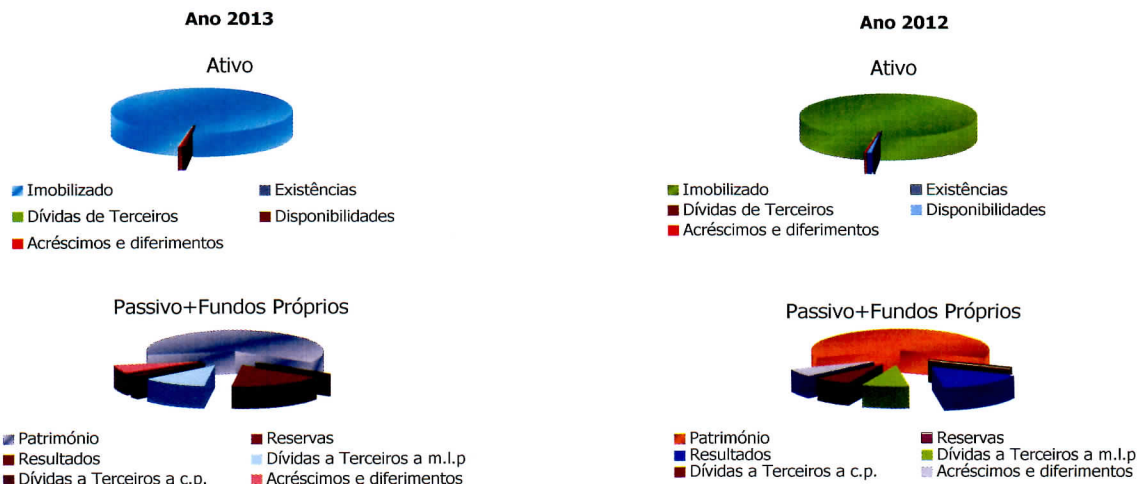 Ano 2013
Ativo
Imobilizado
Existências
Dívidas de Terceiros
Disponibilidades
Acréscimos e diferimentos
Passivo+Fundos Próprios
Património
Reservas
Resultados
Dívidas a Terceiros a m.l.p
Dívidas a Terceiros a c.p.
Acréscimos e diferimentos
Ano 2012
Ativo
Imobilizado
Existências
Dívidas de Terceiros
Disponibilidades
Acréscimos e diferimentos
Passivo+Fundos Próprios
Património
Reservas
Resultados
Dívidas a Terceiros a m.l.p
Dívidas a Terceiros a c.p.
Acréscimos e diferimentos